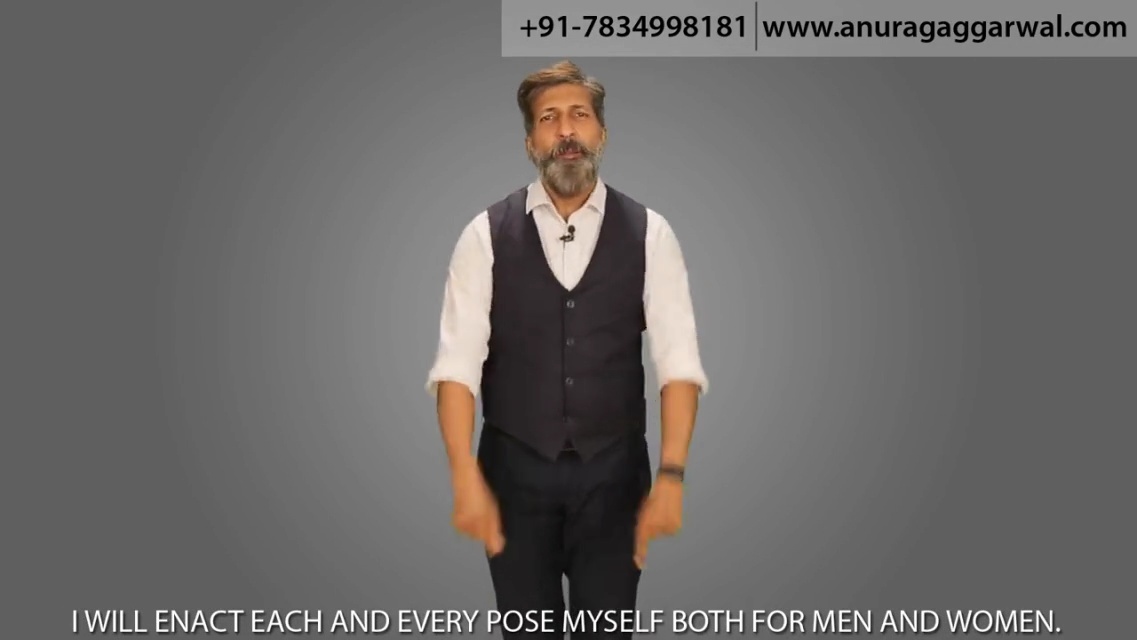 +91-7834998181 | www.anuragaggarwal.com
I WILL ENACT EACH AND EVERY POSE MYSELF BOTH FOR MEN AND WOMEN.